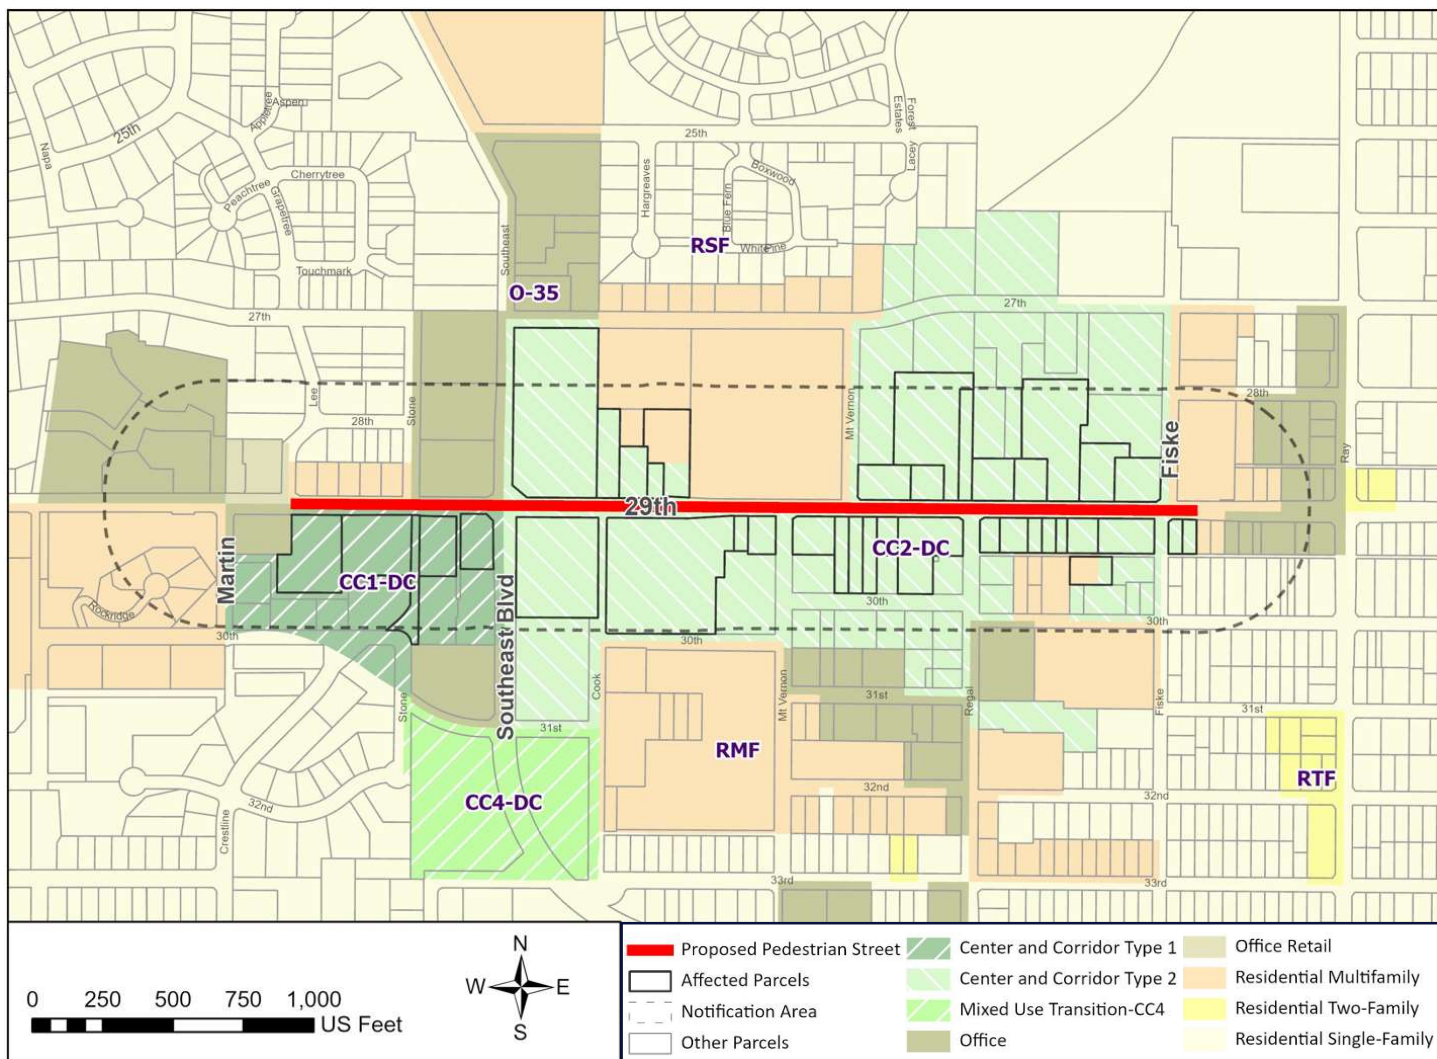 Aspen
Appletree
25th
Napa
Cherrytree
Peachtree
Grapetree
Touchmark
27th
Lee
28th
Stone
Southeast
O-35
25th
Hargreaves
Blue Fern
Boxwood
WhitePine
RSF
Forest
Estates
Lacey
27th
Mt Vernon
28th
Fiske
Ray
29th
Martin
CC1-DC
CC2-DC
Rockridge
30th
30th
30th
30th
Southeast Blvd
Stone
Cook
31st
Mt Vernon
31st
Regal
Fiske
31st
RMF
RTF
CC4-DC
32nd
32nd
32nd
Crestline
33rd
33rd
0 250 500 750 1,000
US Feet
N
W E
S
Proposed Pedestrian Street
Affected Parcels
Notification Area
Other Parcels
Center and Corridor Type 1
Center and Corridor Type 2
Mixed Use Transition-CC4
Office
Office Retail
Residential Multifamily
Residential Two-Family
Residential Single-Family